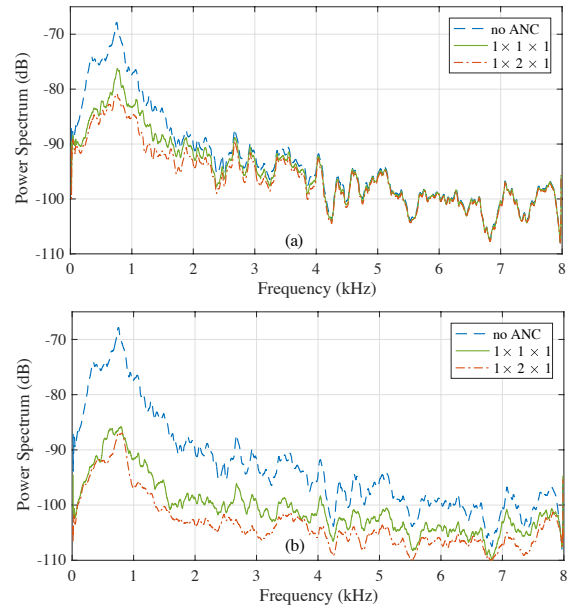 no ANC
1× 1 × 1
1× 2 × 1
Power Spectrum (dB)
-70
-80
-90
-100
-110
(a)
0 1 2 3 4 5 6 7 8
Frequency (kHz)
no ANC
1× 1 × 1
1× 2 × 1
Power Spectrum (dB)
-70
-80
-90
-100
-110
(b)
0 1 2 3 4 5 6 7 8
Frequency (kHz)